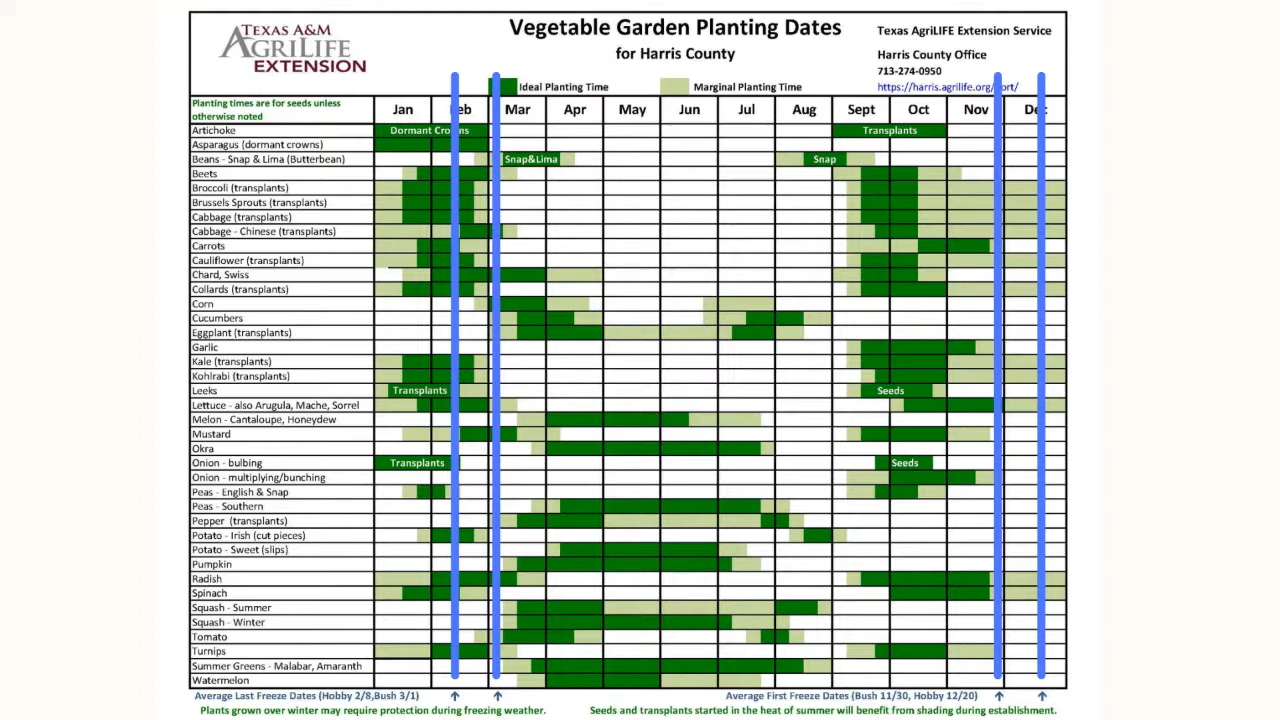 TEXAS A&M
AGRILIFE
EXTENSION
Vegetable Garden Planting Dates
for Harris County
Texas AgriLIFE Extension Service
Harris County Office
713-274-0950
https://harris.agrilife.org/ort/
Ideal Planting Time
Marginal Planting Time
Planting times are for seeds unless
otherwise noted
Jan Feb Mar Apr May Jun Jul Aug Sept Oct Nov Dec
Artichoke Dormant Crowns Transplants
Asparagus (dormant crowns)
Beans - Snap & Lima (Butterbean) Snap&Lima Snap
Beets
Broccoli (transplants)
Brussels Sprouts (transplants)
Cabbage (transplants)
Cabbage - Chinese (transplants)
Carrots
Cauliflower (transplants)
Chard, Swiss
Collards (transplants)
Corn
Cucumbers
Eggplant (transplants)
Garlic
Kale (transplants)
Kohlrabi (transplants)
Leeks Transplants Seeds
Lettuce - also Arugula, Mache, Sorrel
Melon - Cantaloupe, Honeydew
Mustard
Okra
Onion - bulbing Transplants Seeds
Onion - multiplying/bunching
Peas - English & Snap
Peas - Southern
Pepper (transplants)
Potato - Irish (cut pieces)
Potato - Sweet (slips)
Pumpkin
Radish
Spinach
Squash - Summer
Squash - Winter
Tomato
Turnips
Summer Greens - Malabar, Amaranth
Watermelon
Average Last Freeze Dates (Hobby 2/8,Bush 3/1) Average First Freeze Dates (Bush 11/30, Hobby 12/20)
Plants grown over winter may require protection during freezing weather. Seeds and transplants started in the heat of summer will benefit from shading during establishment.